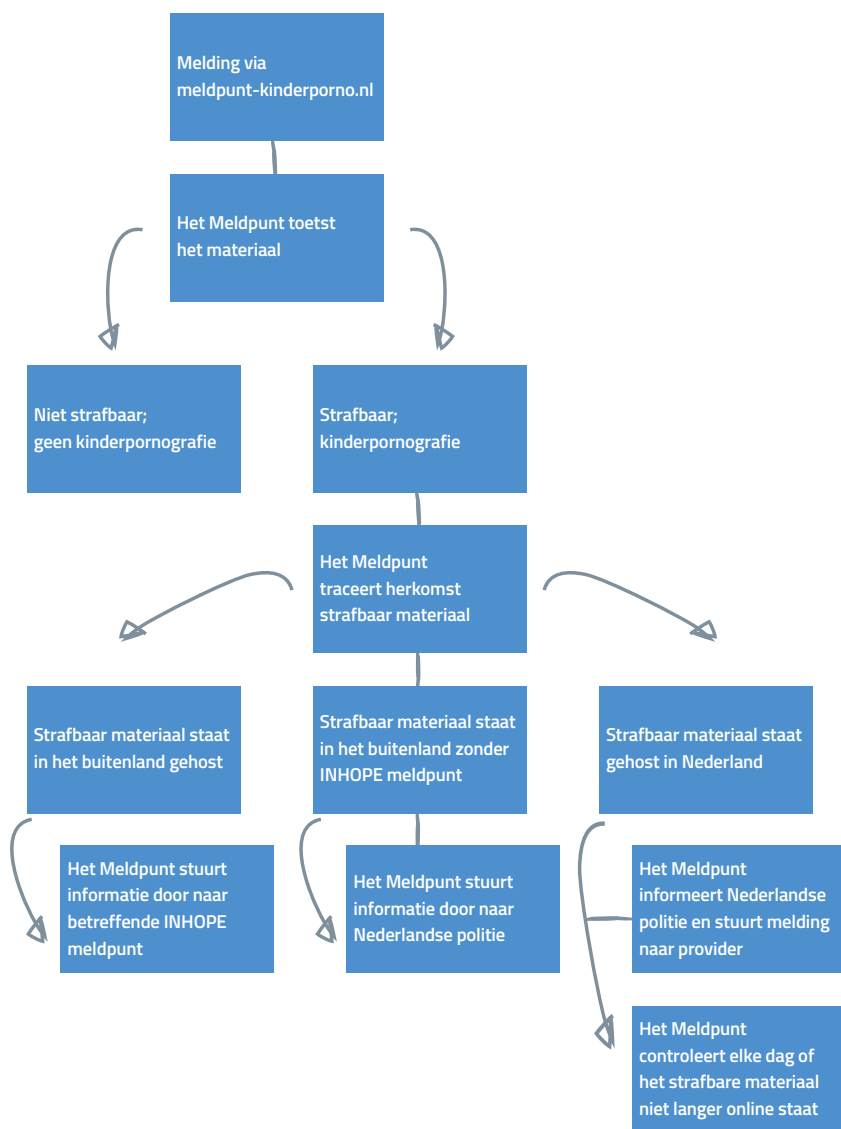 Melding via
meldpunt-kinderporno.nl
Het Meldpunt toetst
het materiaal
Niet strafbaar;
geen kinderpornografie
Strafbaar;
kinderpornografie
Het Meldpunt
traceert herkomst
strafbaar materiaal
Strafbaar materiaal staat
in het buitenland gehost
Strafbaar materiaal staat
in het buitenland zonder
INHOPE meldpunt
Strafbaar materiaal staat
gehost in Nederland
Het Meldpunt stuurt
informatie door naar
betreffende INHOPE
meldpunt
Het Meldpunt stuurt
informatie door naar
Nederlandse politie
Het Meldpunt
informeert Nederlandse
politie en stuurt melding
naar provider
Het Meldpunt
controleert elke dag of
het strafbare materiaal
niet langer online staat